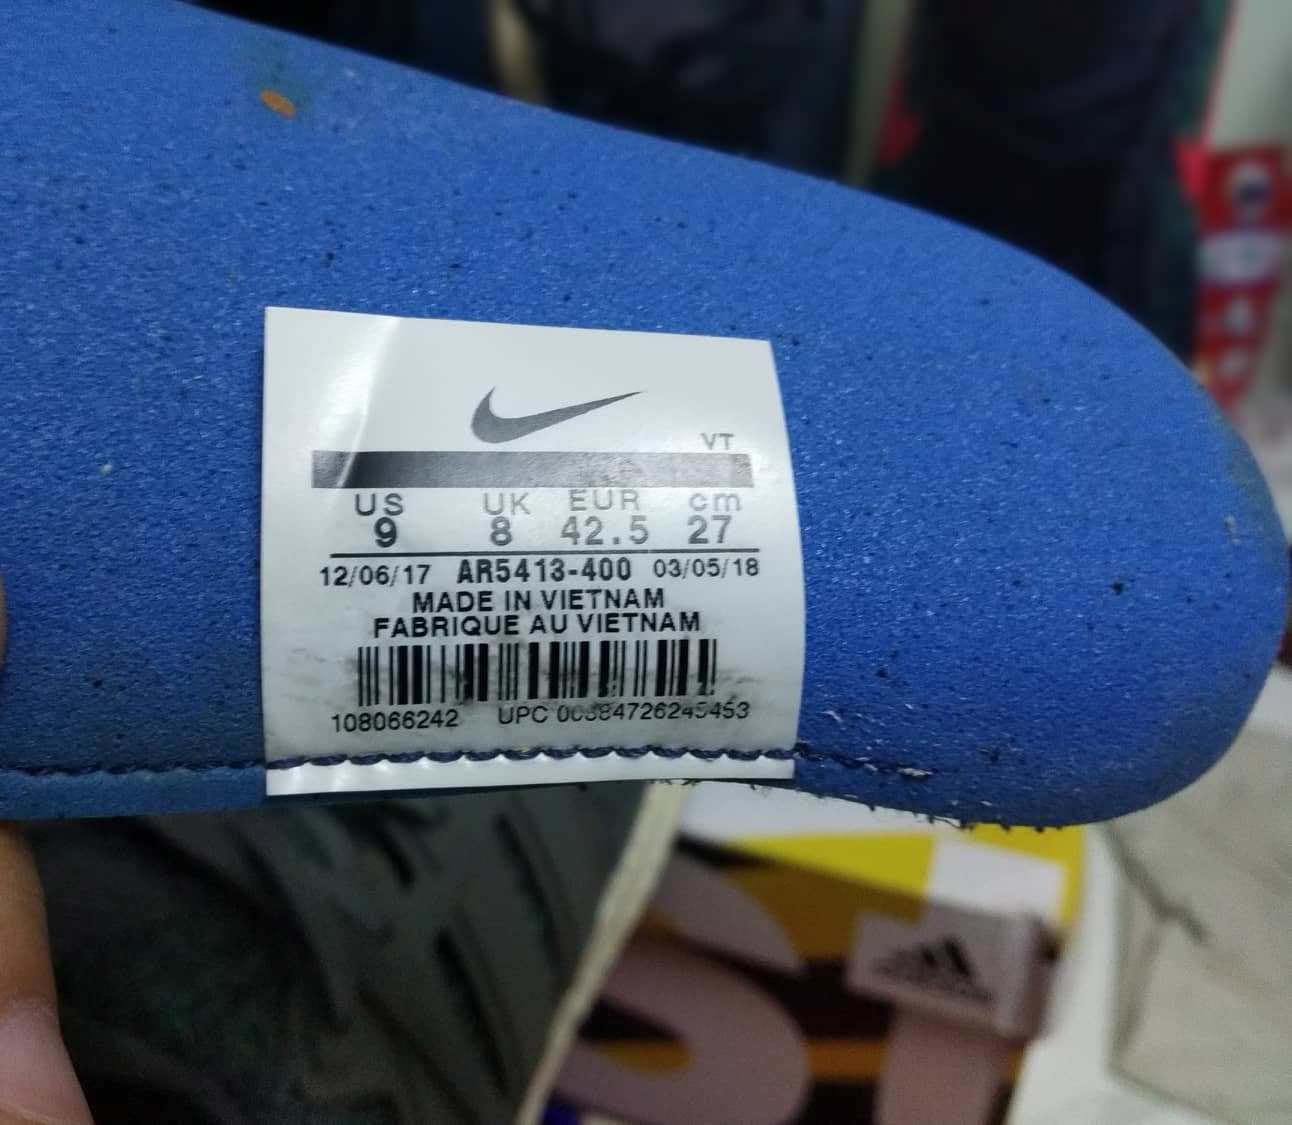 VT
US UK EUR cm
9 8 42.5 27
12/06/17 AR5413-400 03/05/18
MADE IN VIETNAM
FABRIQUE AU VIETNAM
108066242 UPC